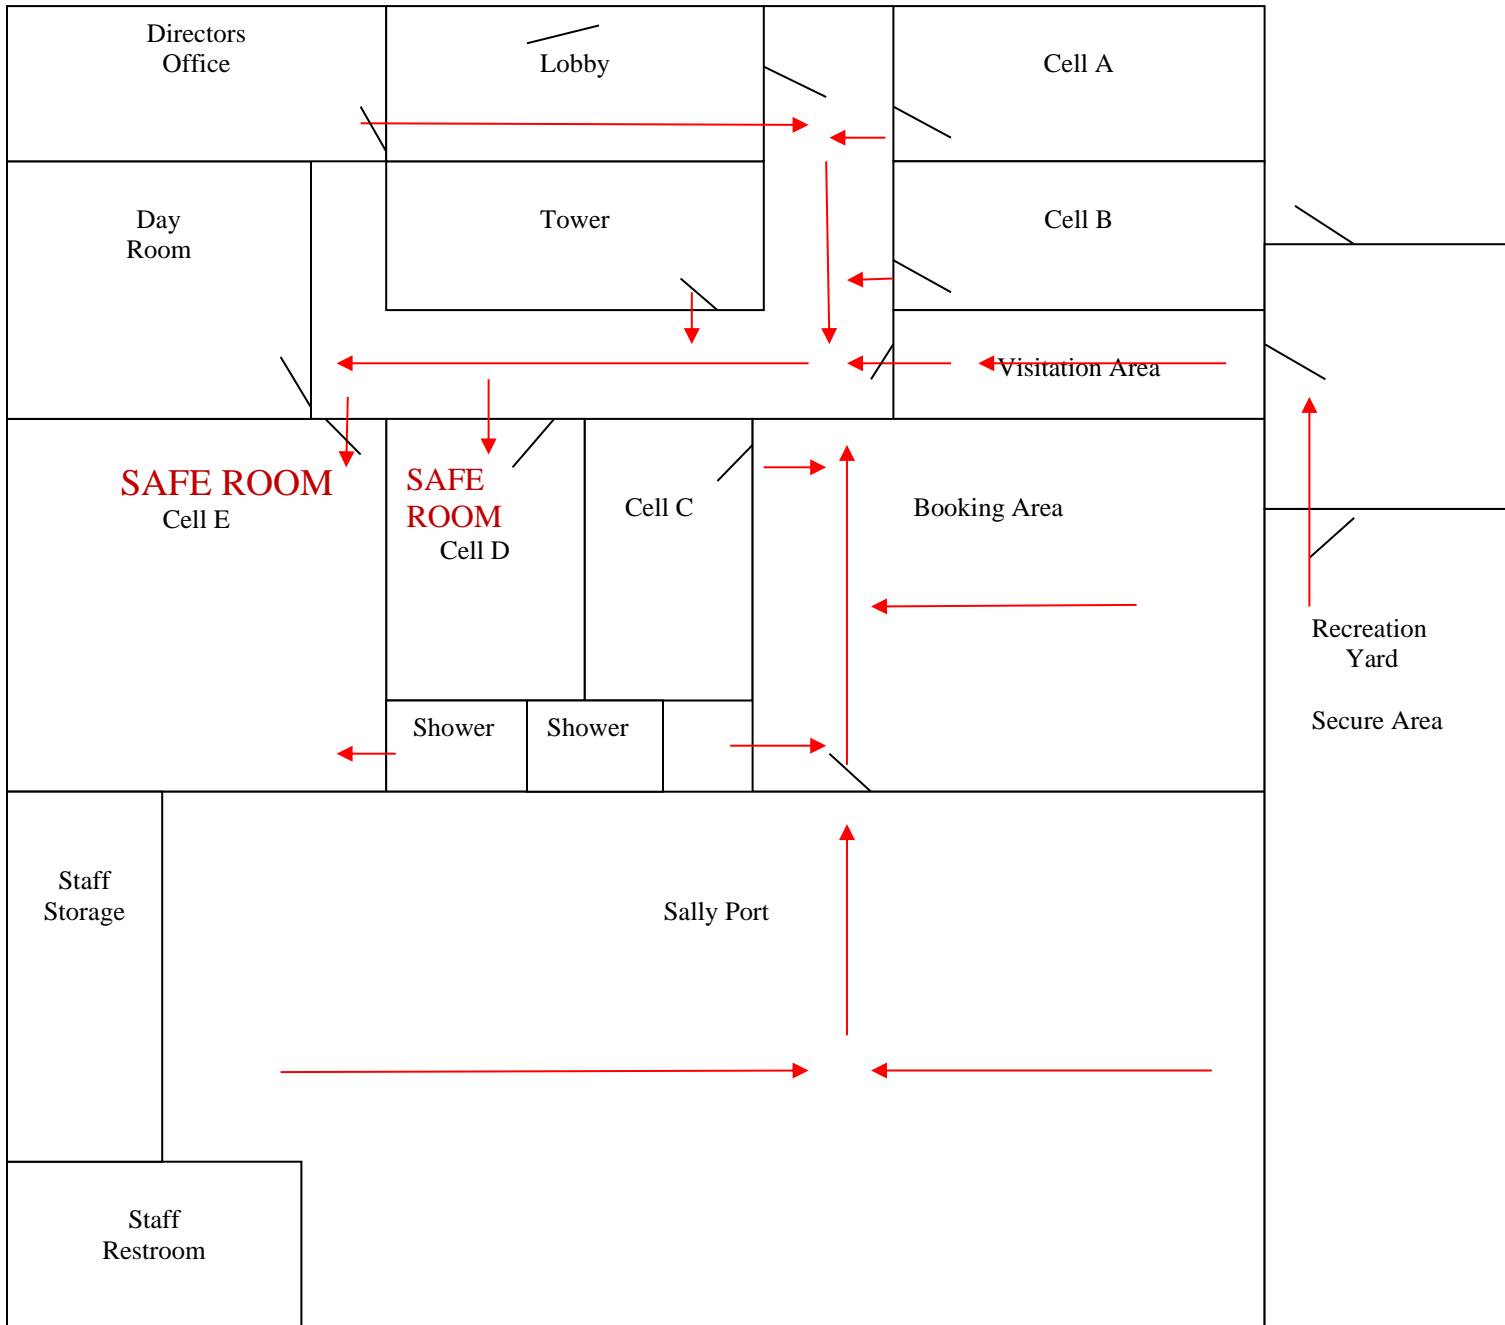 Directors
Office
Lobby
Cell A
Day
Room
Tower
Cell B
Visitation Area
SAFE ROOM
Cell E
SAFE
ROOM
Cell D
Cell C
Booking Area
Recreation
Yard
Secure Area
Shower
Shower
Staff
Storage
Sally Port
Staff
Restroom